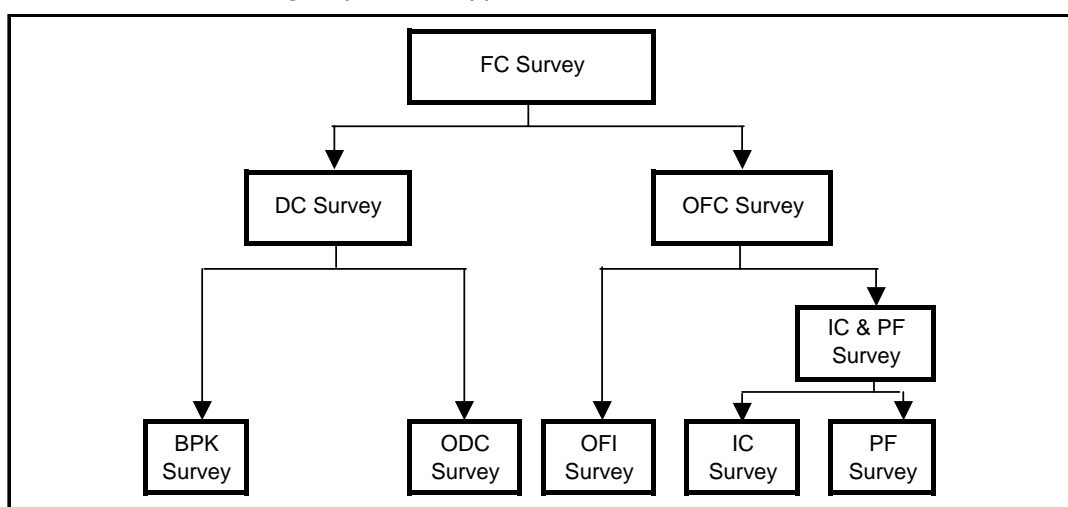 FC Survey
DC Survey
OFC Survey
IC & PF
Survey
BPK
Survey
ODC
Survey
OFI
Survey
IC
Survey
PF
Survey